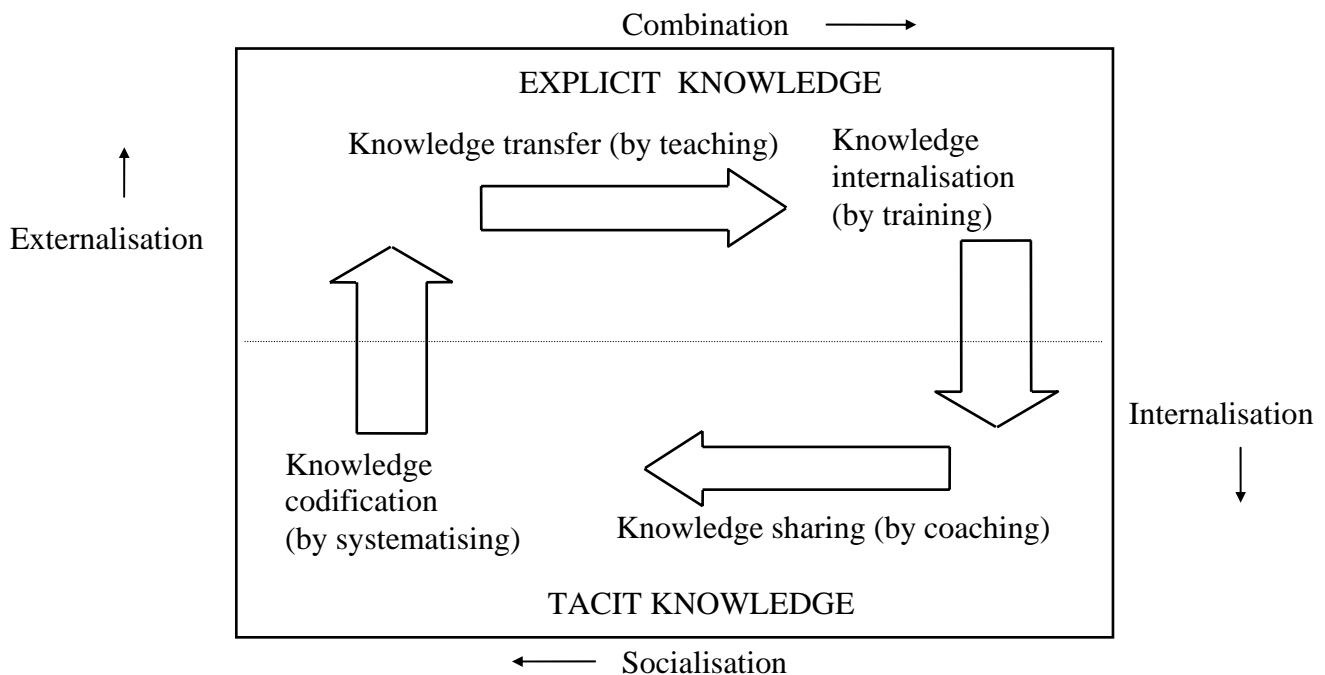 Combination
EXPLICIT KNOWLEDGE
Knowledge transfer (by teaching)
Knowledge
internalisation
(by training)
Externalisation
Internalisation
Knowledge
codification
(by systematising)
Knowledge sharing (by coaching)
TACIT KNOWLEDGE
Socialisation